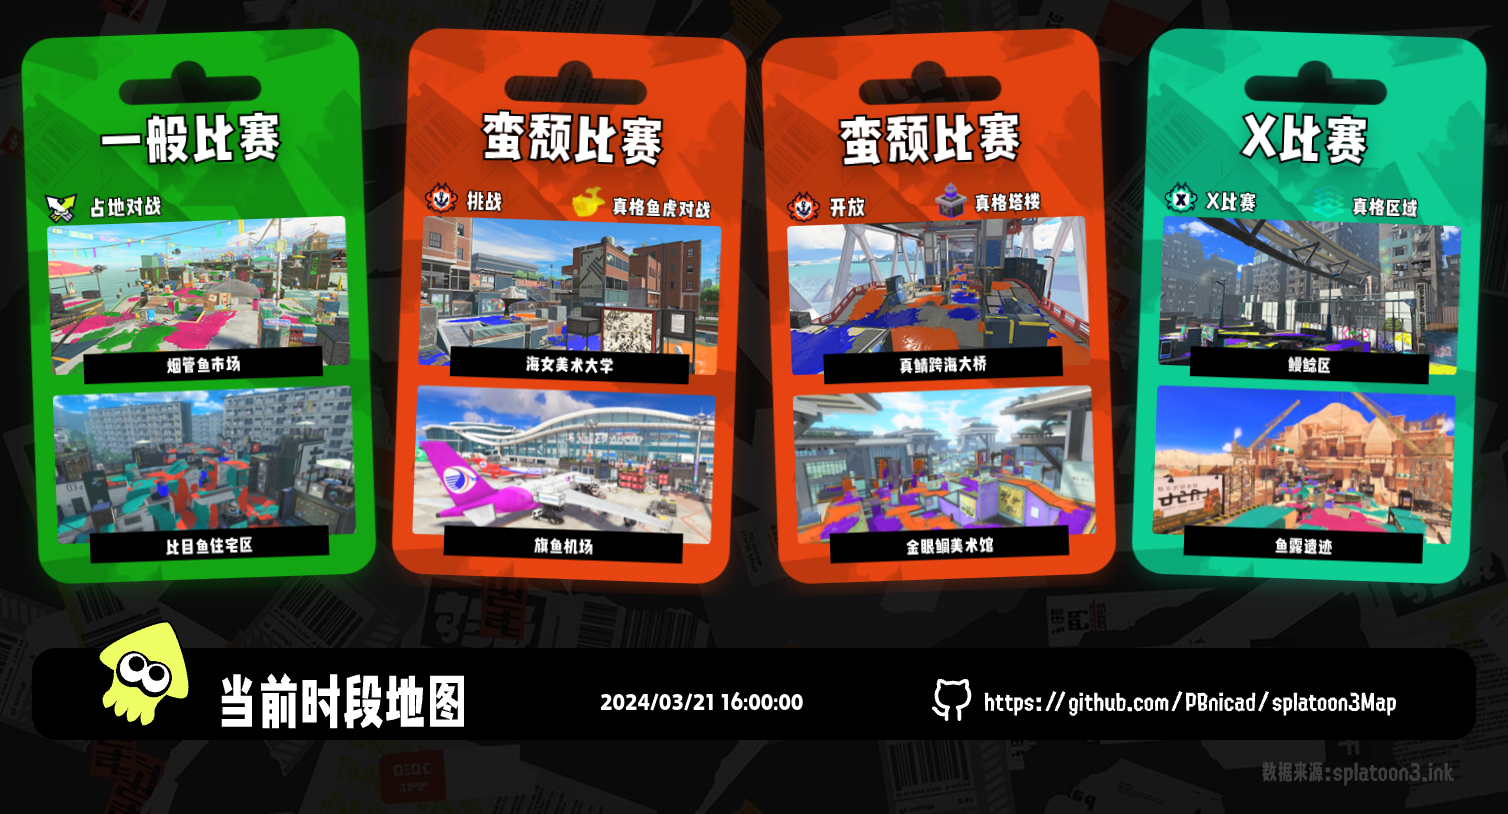 一般比赛
占地对战
烟管鱼市场
比目鱼住宅区
蛮颓比赛
挑战
真格鱼虎对战
海女美术大学
旗鱼机场
蛮颓比赛
开放
真格塔楼
真鲭跨海大桥
金眼鲷美术馆
X比赛
X比赛
真格区域
鳗鲶区
鱼露遗迹
当前时段地图
2024/03/21 16:00:00
https://github.com/PBnicad/splatoon3Map
数据来源:splatoon3.ink